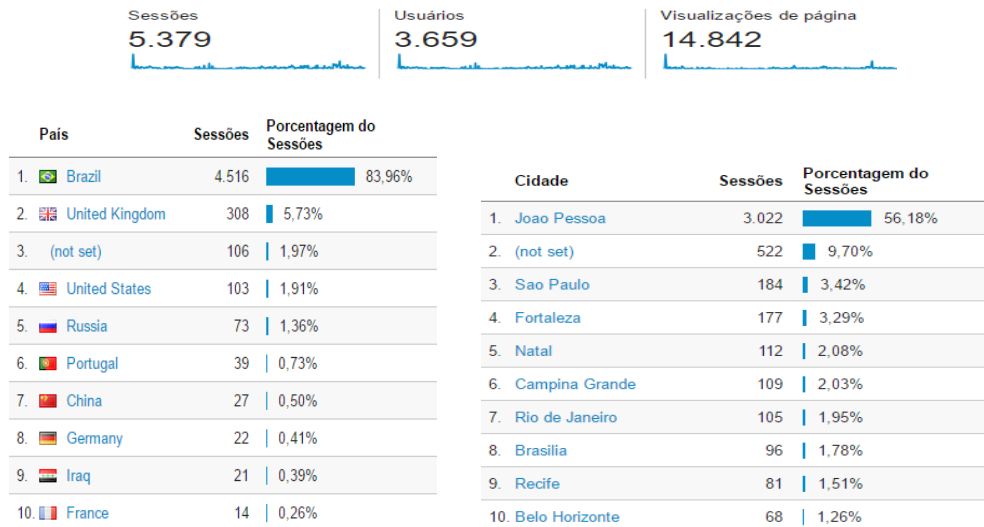 Sessões
5.379
Usuários
3.659
Visualizações de página
14.842
País Sessões Porcentagem do Sessões
1. Brazil 4.516 83,96%
2. United Kingdom 308 5,73%
3. (not set) 106 1,97%
4. United States 103 1,91%
5. Russia 73 1,36%
6. Portugal 39 0,73%
7. China 27 0,50%
8. Germany 22 0,41%
9. Iraq 21 0,39%
10. France 14 0,26%
Cidade Sessões Porcentagem do Sessões
1. Joao Pessoa 3.022 56,18%
2. (not set) 522 9,70%
3. Sao Paulo 184 3,42%
4. Fortaleza 177 3,29%
5. Natal 112 2,08%
6. Campina Grande 109 2,03%
7. Rio de Janeiro 105 1,95%
8. Brasilia 96 1,78%
9. Recife 81 1,51%
10. Belo Horizonte 68 1,26%